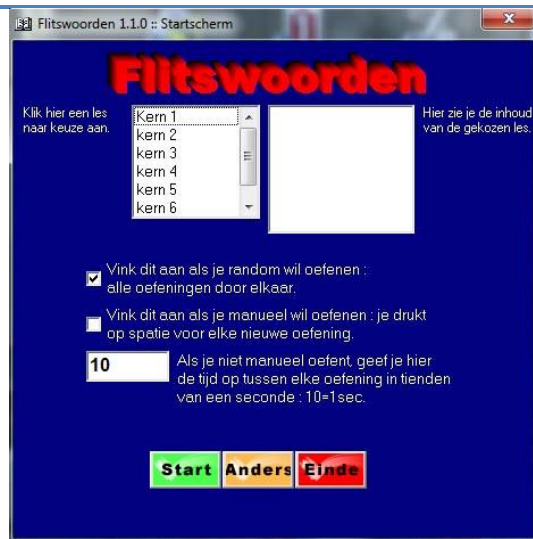 Flitswoorden 1.1.0 :: Startscherm
x
Flitswoorden
Klik hier een les
naar keuze aan.
Kern 1
kern 2
kern 3
kern 4
kern 5
kern 6
Hier zie je de inhoud
van de gekozen les.
Vink dit aan als je random wil oefenen :
alle oefeningen door elkaar.
Vink dit aan als je manueel wil oefenen : je drukt
op spatie voor elke nieuwe oefening.
10
Als je niet manueel oefent, geef je hier
de tijd op tussen elke oefening in tienden
van een seconde : 10=1sec.
Start Anders Einde